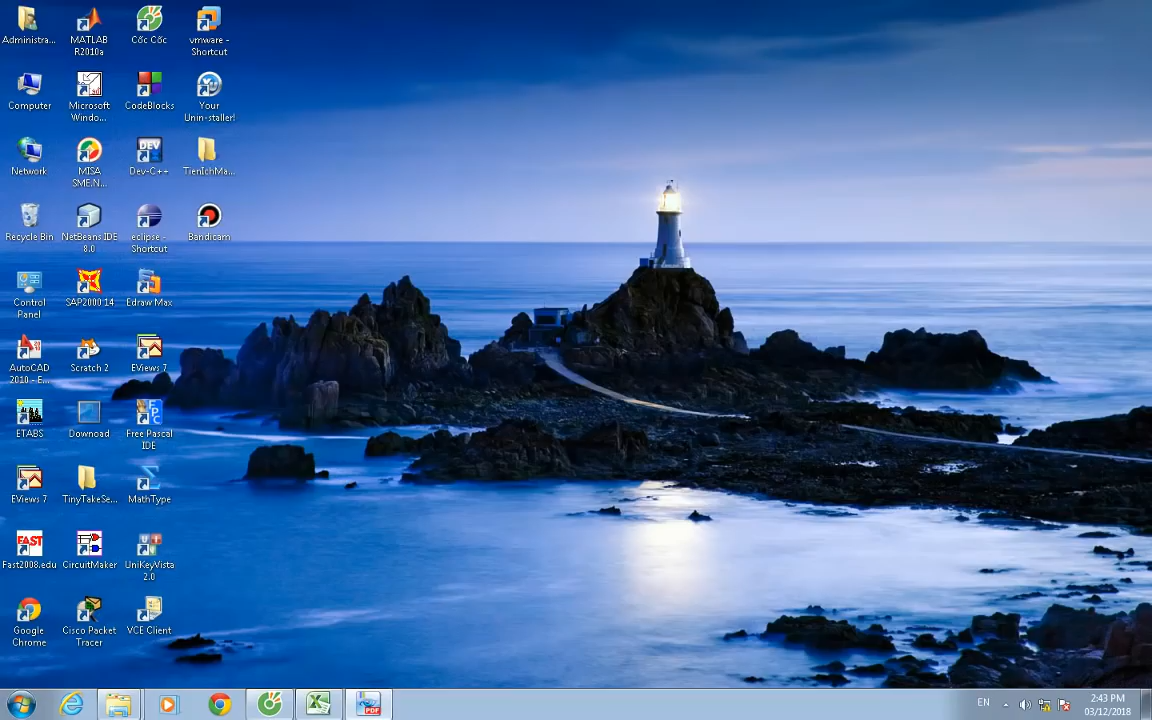 Administra...
MATLAB
R2010a
Cốc Cốc
vmware -
Shortcut
Computer
Microsoft
Windo...
CodeBlocks
Your
Unin-staller!
Network
MISA
SME.N...
DEV
Dev-C++
TienIchMa...
Recycle Bin
NetBeans IDE
8.0
eclipse -
Shortcut
Bandicam
Control
Panel
SAP2000 14
Edraw Max
AutoCAD
2010 - E...
Scratch 2
EViews 7
ETABS
Downoad
Free Pascal
IDE
EViews 7
TinyTakeSe...
MathType
FAST
Fast2008.edu
CircuitMaker
UniKeyVista
2.0
Google
Chrome
Cisco Packet
Tracer
VCE Client
PDF
EN
2:43 PM
03/12/2018